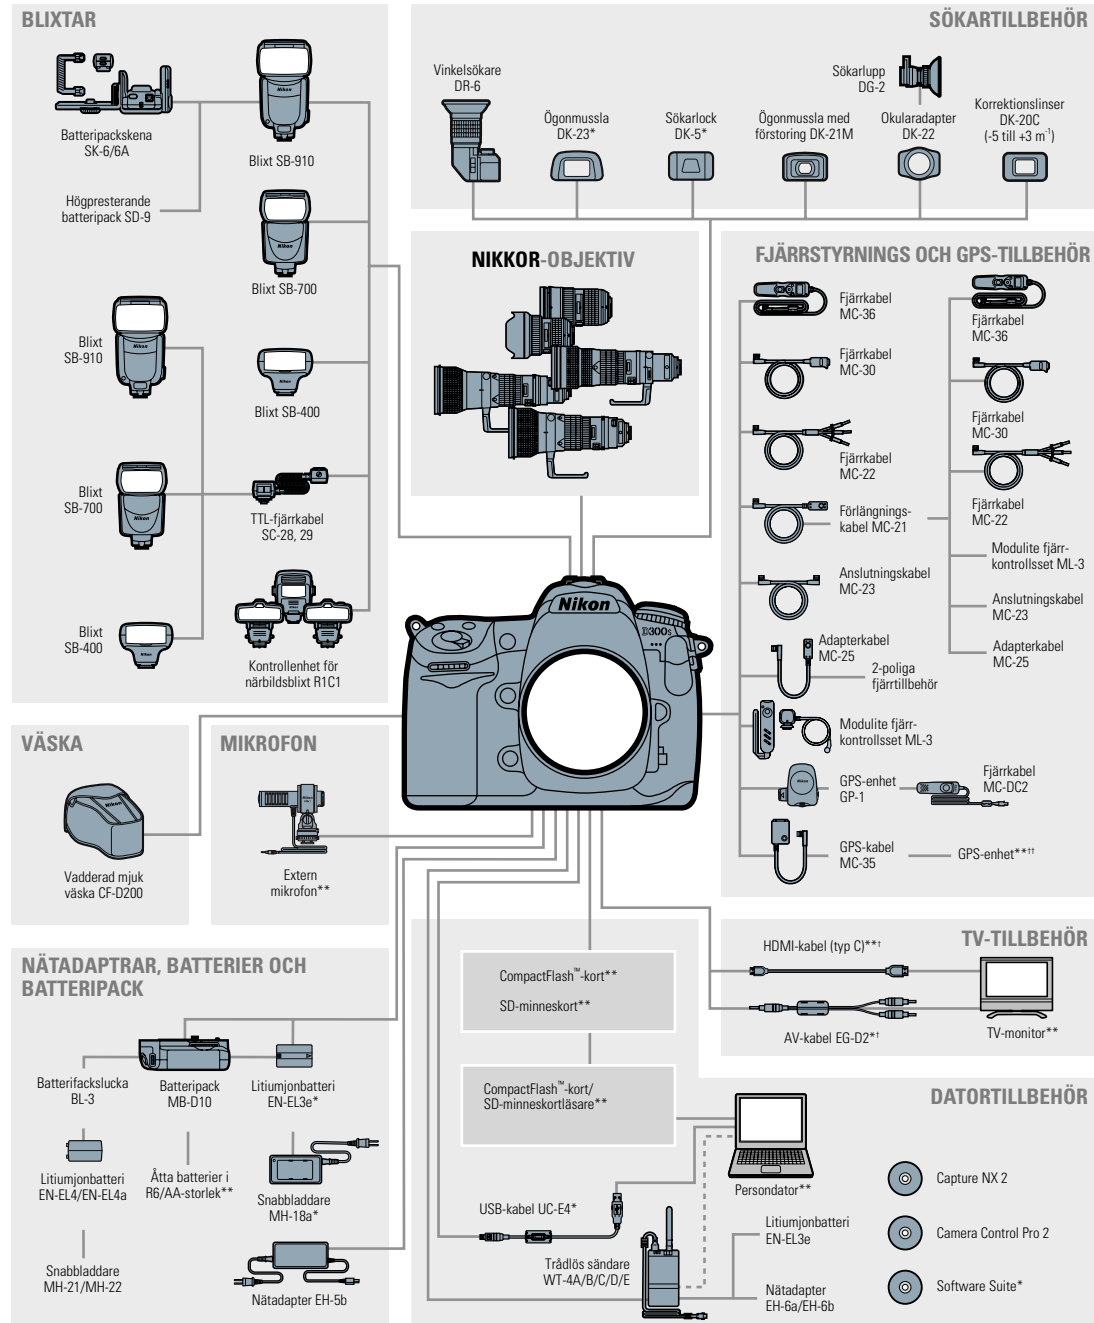 BLIXTAR
Batteripackskena
SK-6/6A
Blixt SB-910
Högpresterande
batteripack SD-9
Blixt SB-700
Blixt
SB-910
Blixt SB-400
Blixt
SB-700
TTL-fjärrkabel
SC-28, 29
Blixt
SB-400
Kontrollenhet för
närbildsblixt R1C1
SÖKARTILLBEHÖR
Vinkelsökare
DR-6
Ögonmussla
DK-23*
Sökarlock
DK-5*
Ögonmussla med
förstoring DK-21M
Sökarlupp
DG-2
Okularadapter
DK-22
Korrektionslinser
DK-20C
(-5 till +3 m⁻¹)
NIKKOR-OBJEKTIV
FJÄRRSTYRNINGS OCH GPS-TILLBEHÖR
Fjärrkabel
MC-36
Fjärrkabel
MC-30
Fjärrkabel
MC-22
Förlängnings-
kabel MC-21
Anslutningskabel
MC-23
Adapterkabel
MC-25
2-poliga
fjärrtillbehör
Modulite fjärr-
kontrollsset ML-3
GPS-enhet
GP-1
Fjärrkabel
MC-DC2
GPS-kabel
MC-35
GPS-enhet**††
Fjärrkabel
MC-36
Fjärrkabel
MC-30
Fjärrkabel
MC-22
Modulite fjärr-
kontrollsset ML-3
Anslutningskabel
MC-23
Adapterkabel
MC-25
Nikon
D300s
VÄSKA
Vadderad mjuk
väska CF-D200
MIKROFON
Extern
mikrofon**
NÄTADAPTRAR, BATTERIER OCH
BATTERIPACK
Batterifackslucka
BL-3
Batteripack
MB-D10
Litiumjonbatteri
EN-EL3e*
Litiumjonbatteri
EN-EL4/EN-EL4a
Åtta batterier i
R6/AA-storlek**
Snabbladdare
MH-18a*
Snabbladdare
MH-21/MH-22
Nätadapter EH-5b
CompactFlash™-kort**
SD-minneskort**
CompactFlash™-kort/
SD-minneskortläsare**
TV-TILLBEHÖR
HDMI-kabel (typ C)**†
AV-kabel EG-D2*†
TV-monitor**
DATORTILLBEHÖR
Persondator**
USB-kabel UC-E4*
Trådlös sändare
WT-4A/B/C/D/E
Litiumjonbatteri
EN-EL3e
Nätadapter
EH-6a/EH-6b
Capture NX 2
Camera Control Pro 2
Software Suite*